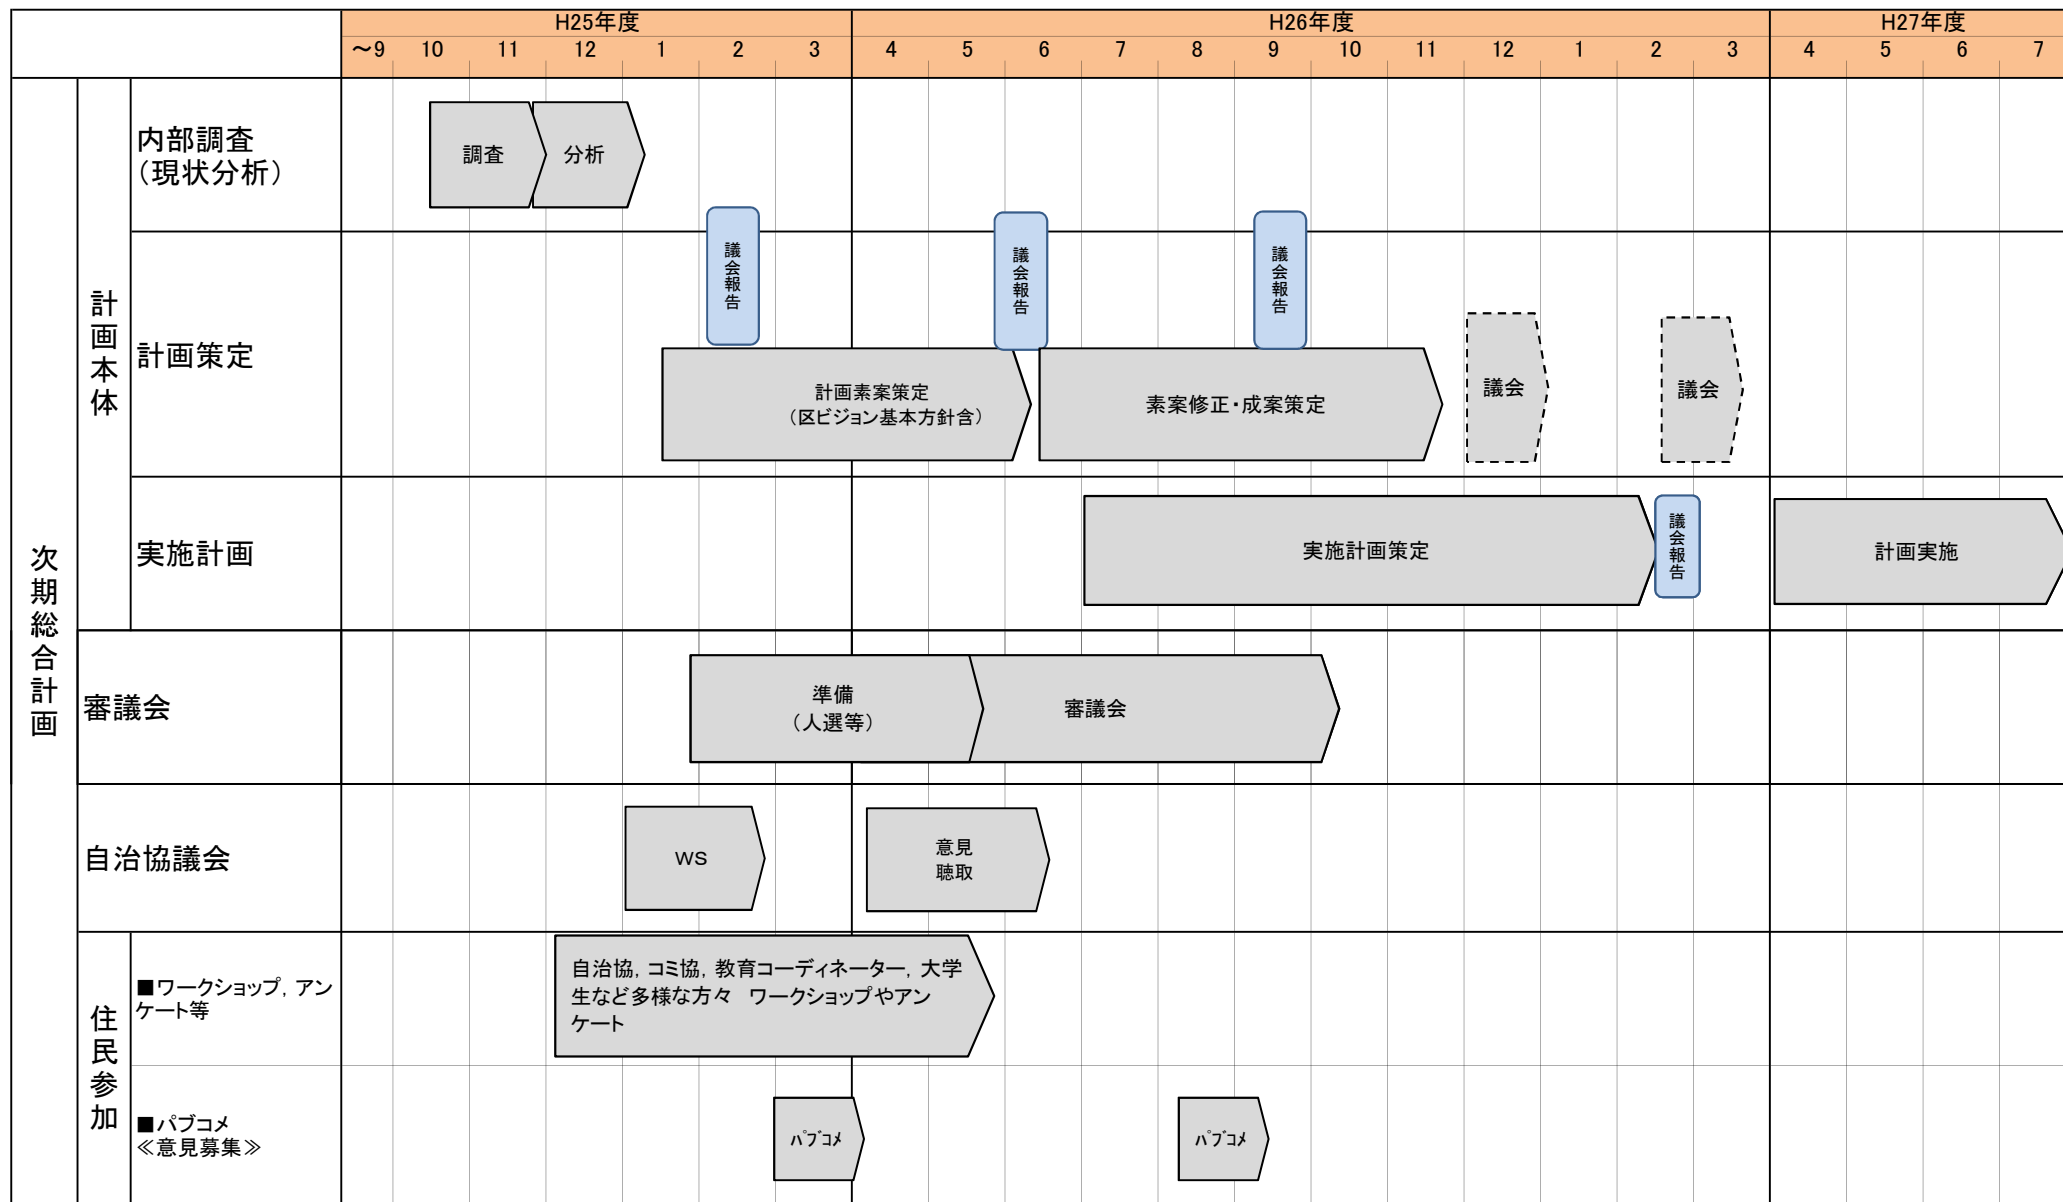 H25年度
H26年度
H27年度
～9 10 11 12 1 2 3 4 5 6 7 8 9 10 11 12 1 2 3 4 5 6 7
次期総合計画
計画本体
内部調査
（現状分析）
調査
分析
計画策定
議会報告
議会報告
議会報告
計画素案策定
（区ビジョン基本方針含）
素案修正・成案策定
議会
議会
実施計画
実施計画策定
議会報告
計画実施
審議会
準備
（人選等）
審議会
自治協議会
WS
意見
聴取
住民参加
■ワークショップ，アン
ケート等
自治協，コミ協，教育コーディネーター，大学
生など多様な方々　ワークショップやアン
ケート
■パブコメ
≪意見募集≫
ﾊﾟﾌﾞｺﾒ
ﾊﾟﾌﾞｺﾒ